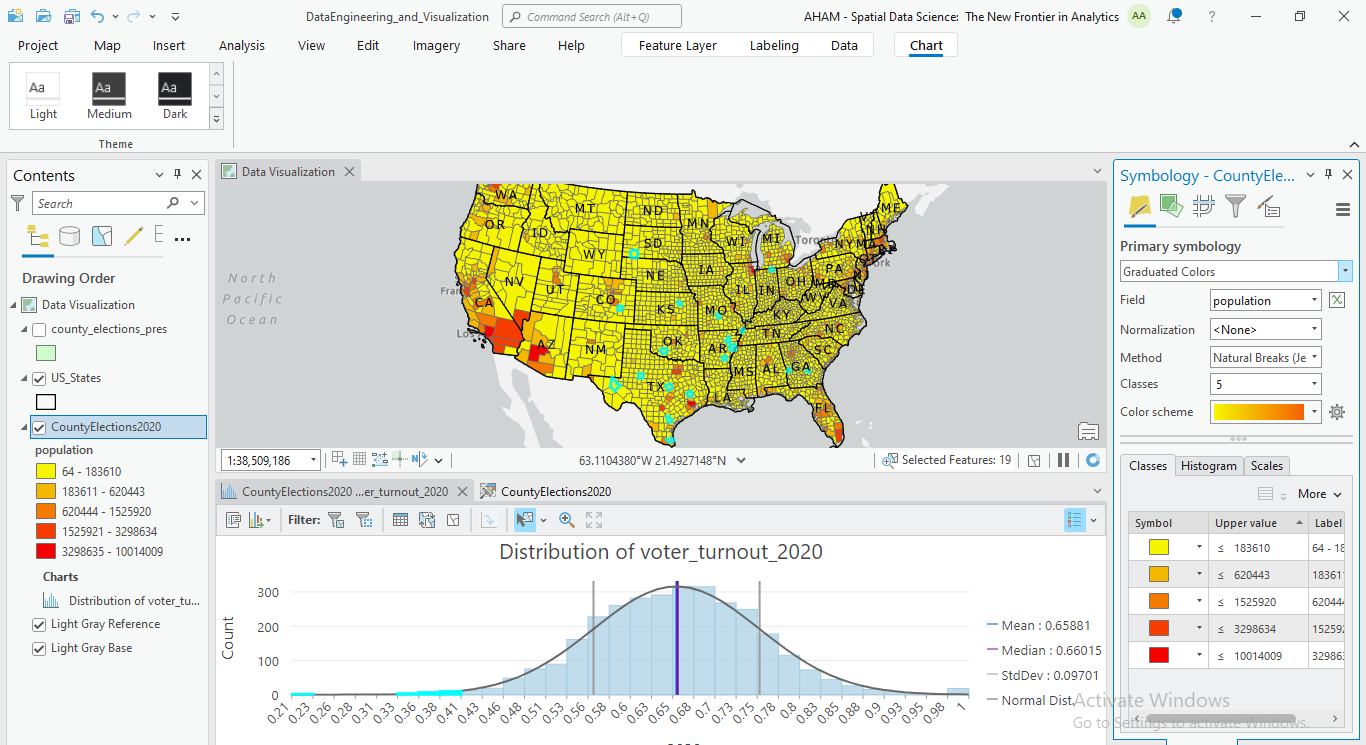 DataEngineering_and_Visualization
Command Search (Alt+Q)
AHAM - Spatial Data Science: The New Frontier in Analytics
AA
?
Project Map Insert Analysis View Edit Imagery Share Help Feature Layer Labeling Data Chart
Aa Aa Aa
Light Medium Dark
Theme
Contents
Search
Drawing Order
Data Visualization
county_elections_pres
US_States
CountyElections2020
population
64 - 183610
183611 - 620443
620444 - 1525920
1525921 - 3298634
3298635 - 10014009
Charts
Distribution of voter_tu...
Light Gray Reference
Light Gray Base
Data Visualization
North
Pacific
Ocean
WA MT ND MN ME
OR ID SD WI MI Toronto NY MA
WY IA PA
NV UT NE IL IN OH
CA CO KS MO KY WV VA
AZ NM OK AR TN NC
TX MS AL GA SC
LA FL
1:38,509,186
63.1104380°W 21.4927148°N
Selected Features: 19
CountyElections2020 ...er_turnout_2020
CountyElections2020
Filter:
Distribution of voter_turnout_2020
Count
300
200
100
0
0.21 0.23 0.26 0.28 0.31 0.33 0.36 0.38 0.41 0.43 0.46 0.48 0.51 0.53 0.56 0.58 0.6 0.63 0.65 0.68 0.7 0.73 0.75 0.78 0.8 0.83 0.85 0.88 0.9 0.93 0.95 0.98 1
Mean : 0.65881
Median : 0.66015
StdDev : 0.09701
Normal Dist.
Symbology - CountyEle...
Primary symbology
Graduated Colors
Field population
Normalization <None>
Method Natural Breaks (Je
Classes 5
Color scheme
Classes Histogram Scales
More
Symbol Upper value Label
≤ 183610 64 - 18
≤ 620443 183611
≤ 1525920 620444
≤ 3298634 152592
≤ 10014009 329863
Activate Windows
Go to Settings to activate Windows.